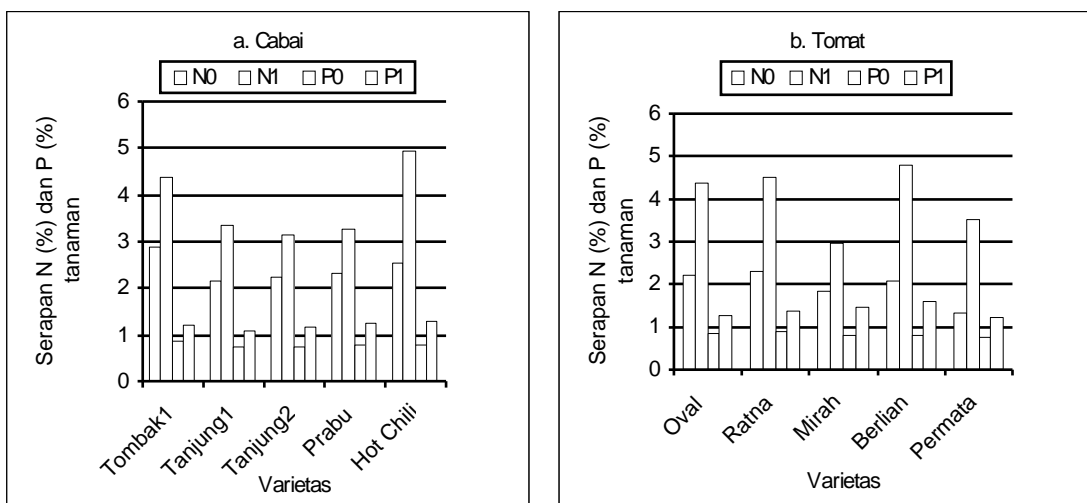 a. Cabai
N0 N1 P0 P1
Serapan N (%) dan P (%)
tanaman
6
5
4
3
2
1
0
Tombak1
Tanjung1
Tanjung2
Prabu
Hot Chili
Varietas
b. Tomat
N0 N1 P0 P1
Serapan N (%) dan P (%)
tanaman
6
5
4
3
2
1
0
Oval
Ratna
Mirah
Berlian
Permata
Varietas